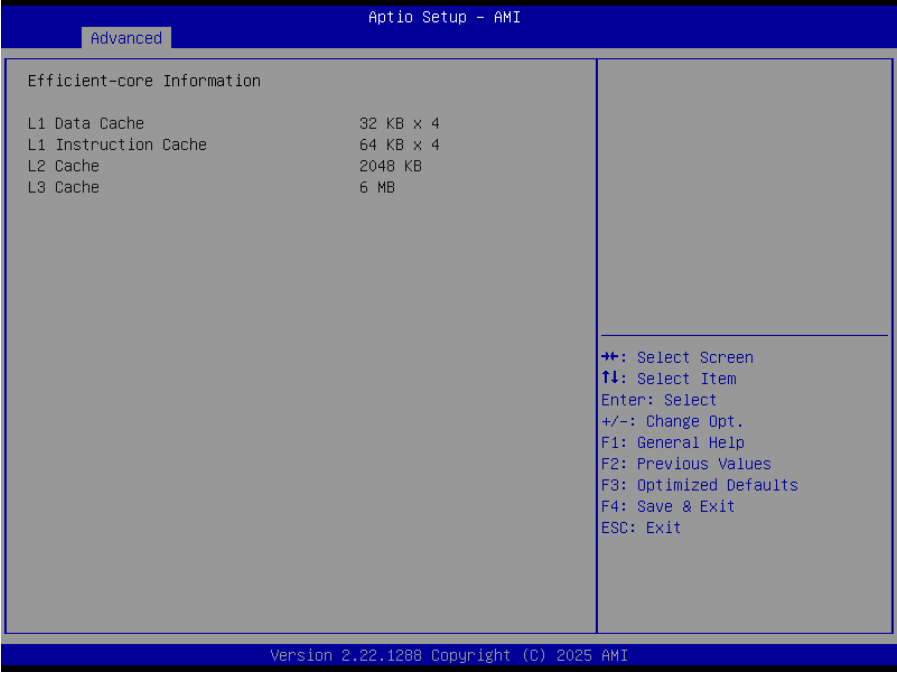 Aptio Setup – AMI
Advanced
Efficient-core Information
L1 Data Cache 32 KB x 4
L1 Instruction Cache 64 KB x 4
L2 Cache 2048 KB
L3 Cache 6 MB
→←: Select Screen
↑↓: Select Item
Enter: Select
+/-: Change Opt.
F1: General Help
F2: Previous Values
F3: Optimized Defaults
F4: Save & Exit
ESC: Exit
Version 2.22.1288 Copyright (C) 2025 AMI